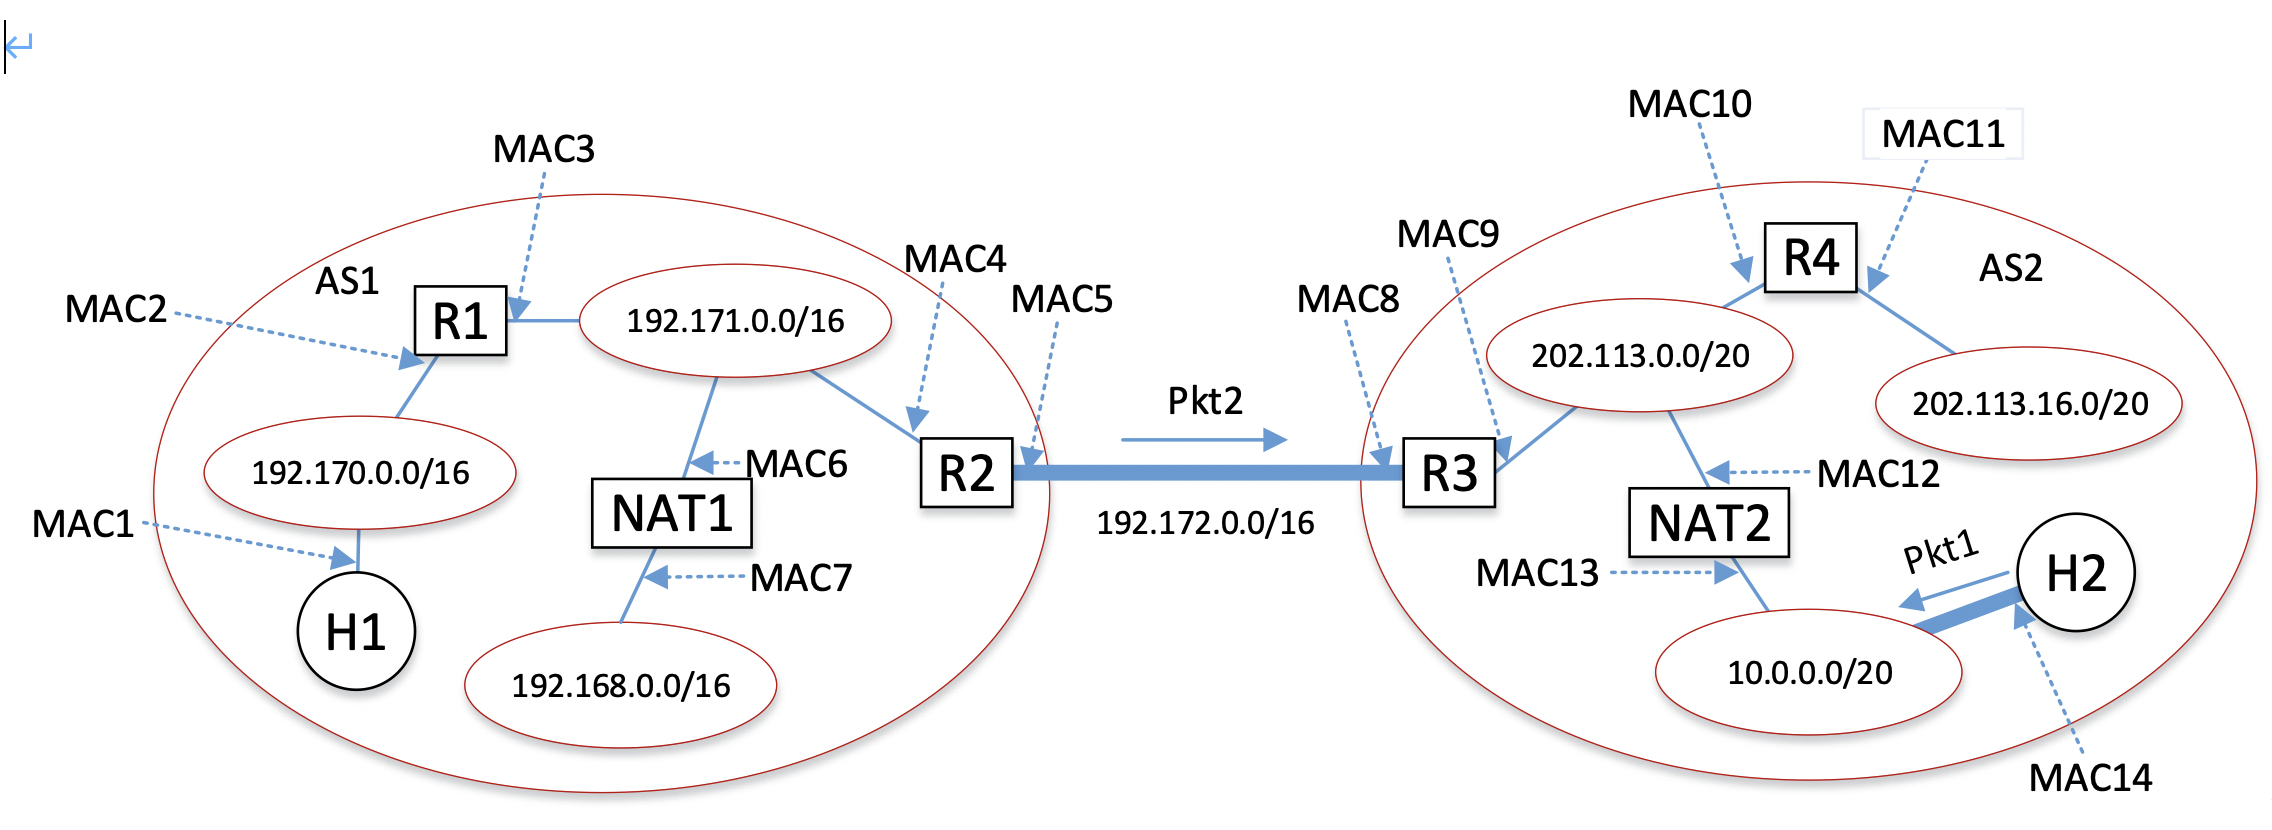 MAC10
MAC11
MAC3
R4
MAC9
MAC4
AS2
AS1
MAC5
MAC8
MAC2
R1
192.171.0.0/16
202.113.0.0/20
Pkt2
202.113.16.0/20
192.170.0.0/16
MAC6
R2
R3
MAC12
MAC1
NAT1
192.172.0.0/16
NAT2
Pkt1
H2
MAC7
MAC13
H1
192.168.0.0/16
10.0.0.0/20
MAC14